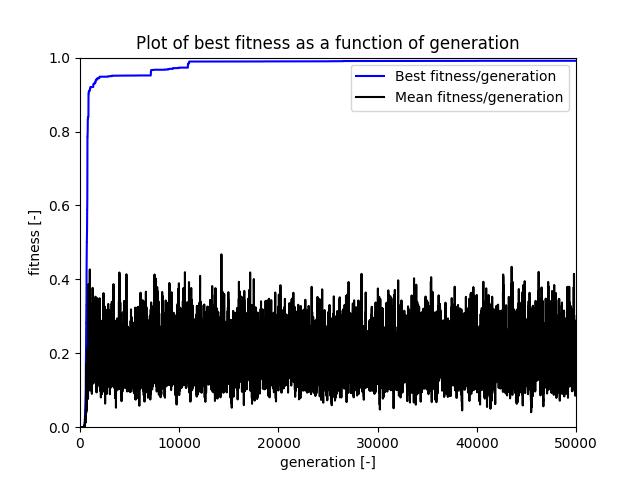 Plot of best fitness as a function of generation
1.0
Best fitness/generation
Mean fitness/generation
0.8
0.6
fitness [-]
0.4
0.2
0.0
0 10000 20000 30000 40000 50000
generation [-]